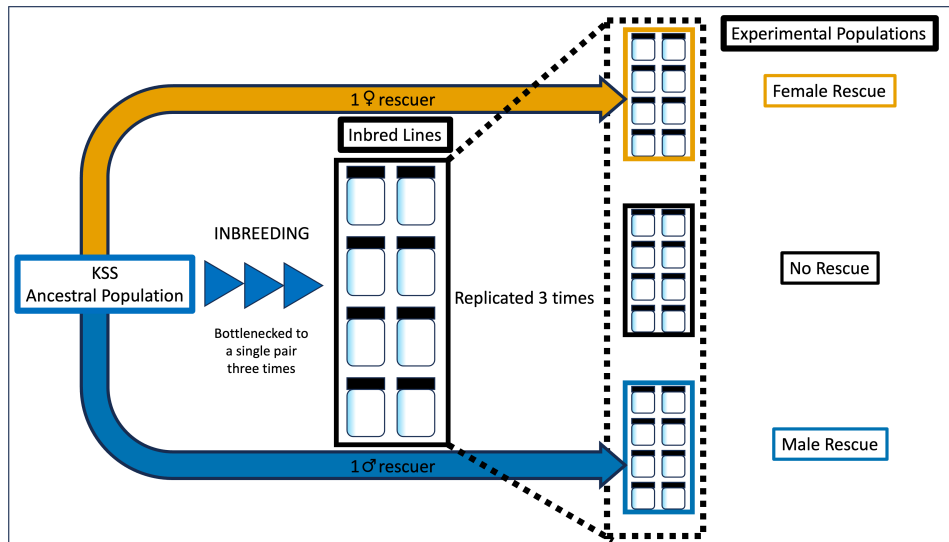 Experimental Populations
1♀rescuer
Female Rescue
Inbred Lines
INBREEDING
KSS
Ancestral Population
Replicated 3 times
No Rescue
Bottlenecked to
a single pair
three times
Male Rescue
1♂rescuer